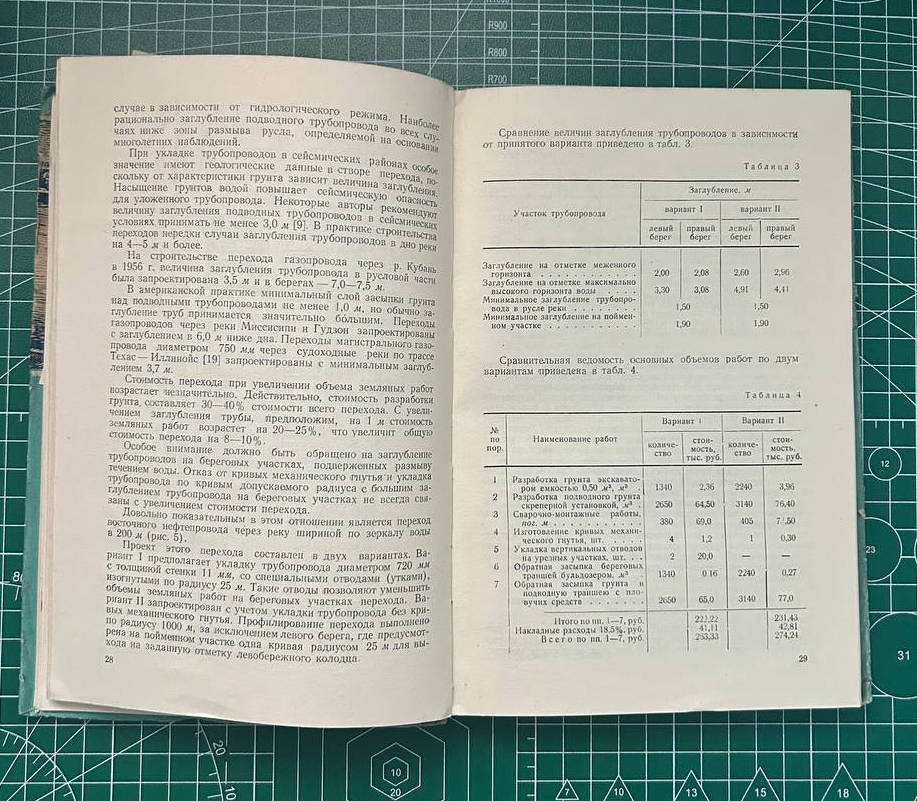 R900
R800
R700
случае в зависимости от гидрологического режима. Наиболее
рационально заглубление подводного трубопровода во всех слу-
чаях ниже зоны размыва русла, определяемой на основании
многолетних наблюдений.
При укладке трубопроводов в сейсмических районах особое
значение имеют геологические данные в створе перехода, по-
скольку от характеристики грунта зависит величина заглубления.
Насыщение грунтов водой повышает сейсмическую опасность
для уложенного трубопровода. Некоторые авторы рекомендуют
величину заглубления подводных трубопроводов в сейсмических
условиях принимать не менее 3,0 м [9]. В практике строительства
переходов нередки случаи заглубления трубопроводов в дно реки
на 4—5 м и более.
На строительстве перехода газопровода через р. Кубань
в 1956 г. величина заглубления трубопровода в русловой части
была запроектирована 3,5 м и в берегах — 7,0—7,5 м.
В американской практике минимальный слой засыпки грунта
над подводными трубопроводами не менее 1,0 м, но обычно за-
глубление труб принимается значительно большим. Переходы
газопроводов через реки Миссисипи и Гудзон запроектированы
с заглублением в 6,0 м ниже дна. Переходы магистрального газо-
провода диаметром 750 мм через судоходные реки по трассе
Техас — Иллинойс [19] запроектированы с минимальным заглуб-
лением 3,7 м.
Стоимость перехода при увеличении объема земляных работ
возрастает незначительно. Действительно, стоимость разработки
грунта, составляет 30—40% стоимости всего перехода. С увели-
чением заглубления трубы, предположим, на 1 м стоимость
земляных работ возрастет на 20—25%, что увеличит общую
стоимость перехода на 8—10%.
Особое внимание должно быть обращено на заглубление
трубопроводов на береговых участках, подверженных размыву
течением воды. Отказ от кривых механического гнутья и укладка
трубопровода по кривым допускаемого радиуса с большим за-
глублением трубопровода на береговых участках не всегда свя-
заны с увеличением стоимости перехода.
Довольно показательным в этом отношении является переход
восточного нефтепровода через реку шириной по зеркалу воды
в 200 м (рис. 5).
Проект этого перехода составлен в двух вариантах. Ва-
риант I предполагает укладку трубопровода диаметром 720 мм
с толщиной стенки 11 мм, со специальными отводами (утками),
изогнутыми по радиусу 25 м. Такие отводы позволяют уменьшить
объемы земляных работ на береговых участках перехода. Ва-
риант II запроектирован с учетом укладки трубопровода без кри-
вых механического гнутья. Профилирование перехода выполнено
по радиусу 1000 м, за исключением левого берега, где предусмот-
рена на пойменном участке одна кривая радиусом 25 м для вы-
хода на заданную отметку левобережного колодца.
28
Сравнение величин заглубления трубопроводов в зависимости
от принятого варианта приведено в табл. 3.
Таблица 3
Участок трубопровода
Заглубление, м
вариант I вариант II
левый берег правый берег левый берег правый берег
Заглубление на отметке меженного
горизонта . . . . . . . . . . . 2,00 2,08 2,60 2,96
Заглубление на отметке максимально
высокого горизонта воды . . . . . 3,30 3,08 4,91 4,41
Минимальное заглубление трубопро-
вода в русле реки . . . . . . . 1,50 1,50
Минимальное заглубление на поймен-
ном участке . . . . . . . . . . 1,90 1,90
Сравнительная ведомость основных объемов работ по двум
вариантам приведена в табл. 4.
Таблица 4
№ по пор.
Наименование работ
Вариант I Вариант II
количе-ство стои-мость, тыс. руб. количе-ство стои-мость, тыс. руб.
1 Разработка грунта экскавато-
ром емкостью 0,50 м³, м³ . 1340 2,36 2240 3,96
2 Разработка подводного грунта
скреперной установкой, м³ . 2650 64,50 3140 76,40
3 Сварочно-монтажные работы,
пог. м . . . . . . . . . . 380 69,0 405
4 Изготовление кривых механи-
ческого гнутья, шт. . . . . 4 1,2 1 0,30
5 Укладка вертикальных отводов
на урезных участках, шт. . . 2 20,0 — —
6 Обратная засыпка береговых
траншей бульдозером, м³ 1340 0 16 2240 0,27
7 Обратная засыпка грунта в
подводную траншею с пло-
вучих средств . . . . . . . 2650 65,0 3140 77,0
Итого по пп. 1—7, руб. 222,22 231,43
Накладные расходы 18,5%, руб. 41,11 42,81
Всего по пп. 1—7, руб. 263,33 274,24
29
12
23
31
20
10
10
20
7
10
13
15
18